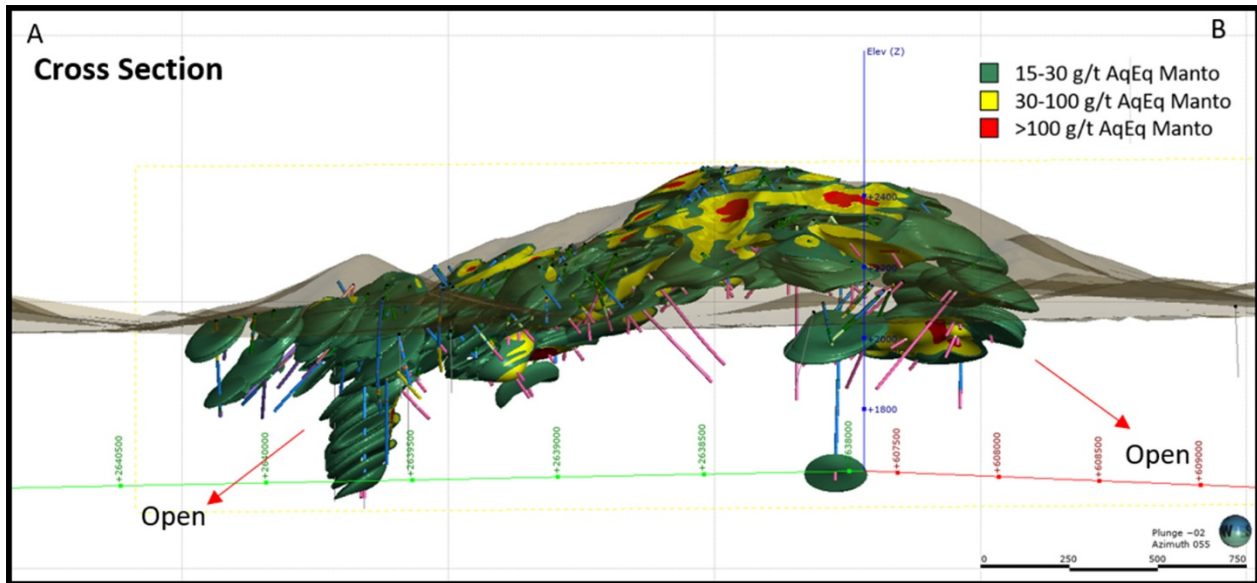 A
B
Cross Section
Elev (Z)
15-30 g/t AqEq Manto
30-100 g/t AqEq Manto
>100 g/t AqEq Manto
+2400
+2000
+1800
+2640500
+2640000
+2639500
+2639000
+2638500
+2638000
+607500
+608000
+608500
+609000
Open
Open
Plunge −02
Azimuth 055
W S
0 250 500 750